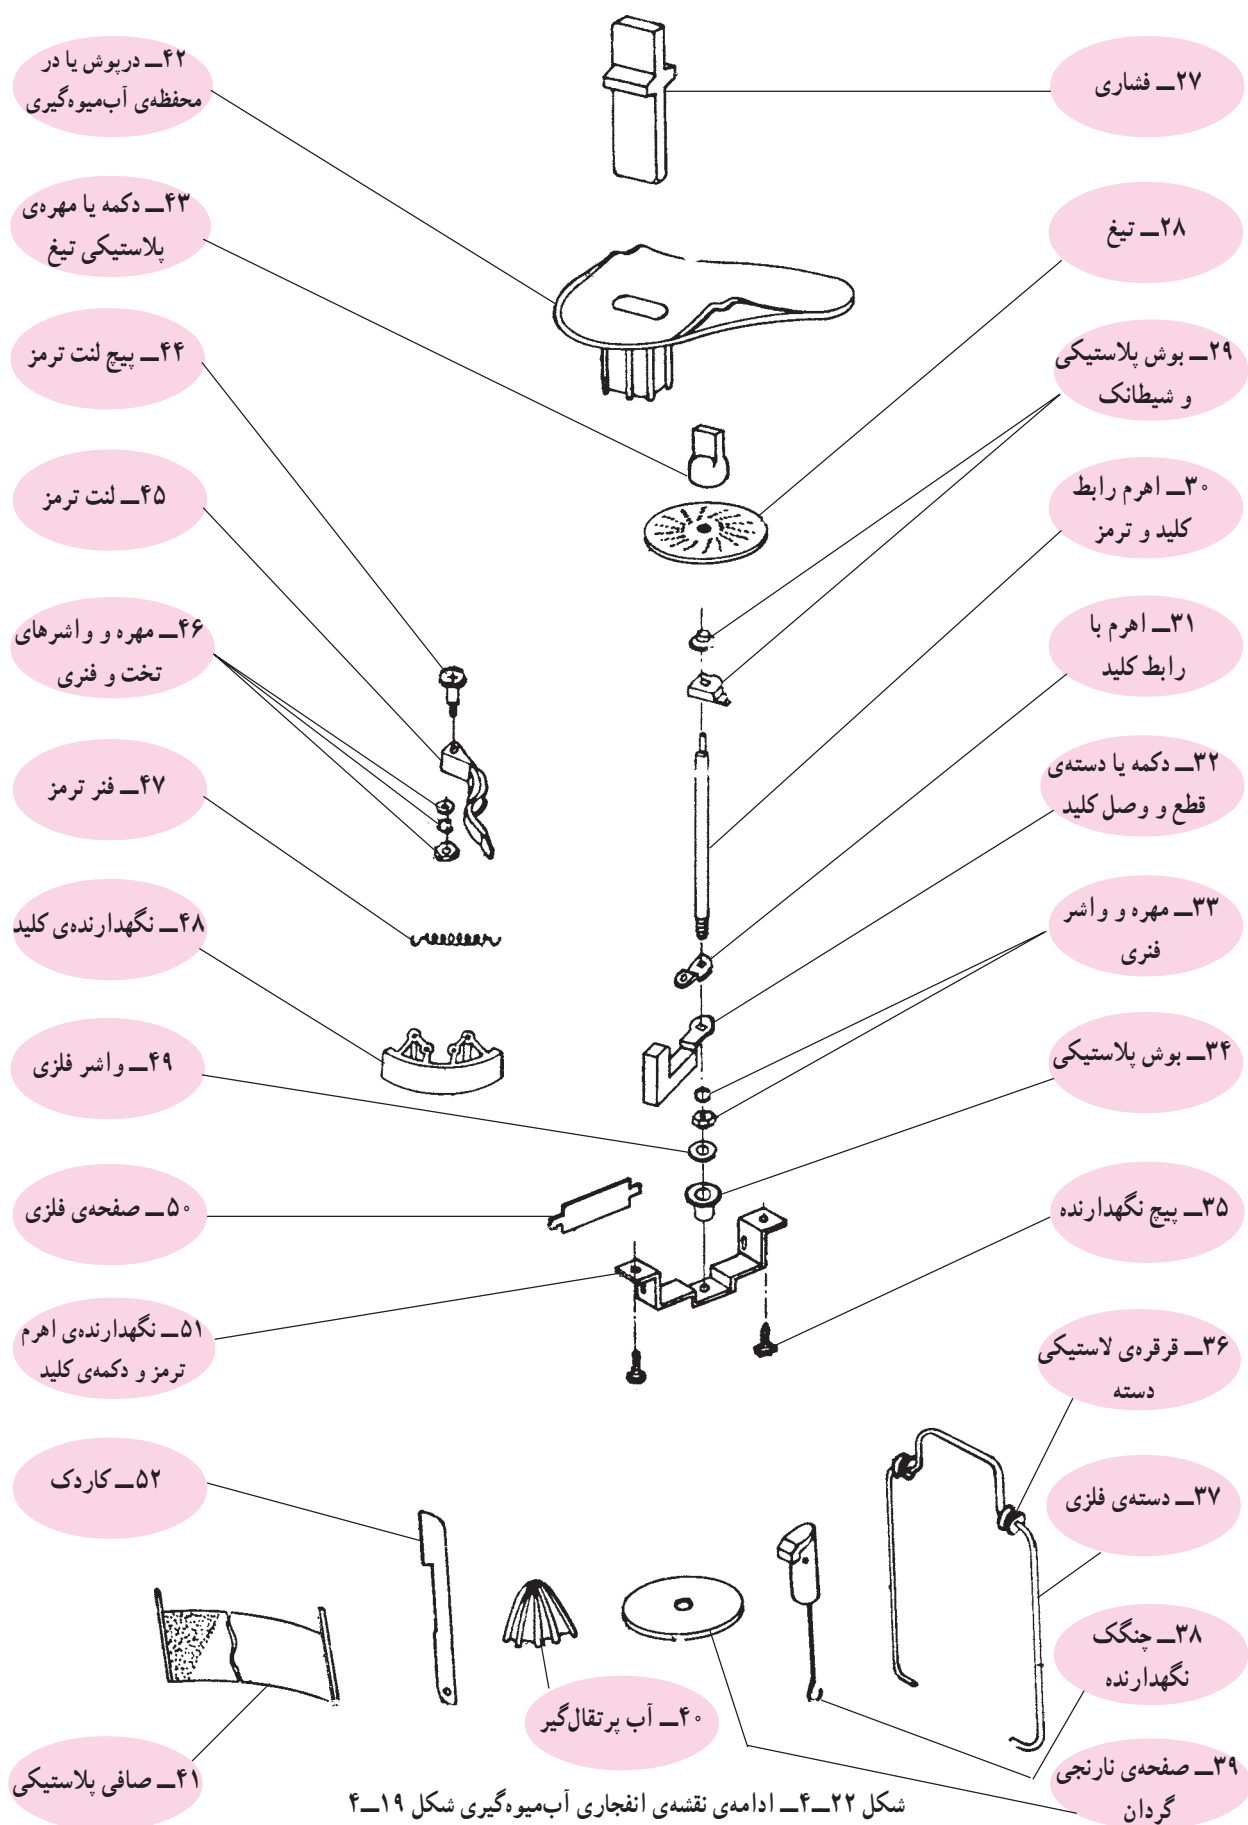 ۲۷ــ فشاری
۲۸ــ تیغ
۲۹ــ بوش پلاستیکی
و شیطانک
۳۰ــ اهرم رابط
کلید و ترمز
۳۱ــ اهرم با
رابط کلید
۳۲ــ دکمه یا دسته‌ی
قطع و وصل کلید
۳۳ــ مهره و واشر
فنری
۳۴ــ بوش پلاستیکی
۳۵ــ پیچ نگهدارنده
۳۶ــ قرقره‌ی لاستیکی
دسته
۳۷ــ دسته‌ی فلزی
۳۸ــ چنگک
نگهدارنده
۳۹ــ صفحه‌ی نارنجی
گردان
۴۰ــ آب پرتقال‌گیر
۴۱ــ صافی پلاستیکی
۴۲ــ درپوش یا در
محفظه‌ی آب‌میوه‌گیری
۴۳ــ دکمه یا مهره‌ی
پلاستیکی تیغ
۴۴ــ پیچ لنت ترمز
۴۵ــ لنت ترمز
۴۶ــ مهره و واشرهای
تخت و فنری
۴۷ــ فنر ترمز
۴۸ــ نگهدارنده‌ی کلید
۴۹ــ واشر فلزی
۵۰ــ صفحه‌ی فلزی
۵۱ــ نگهدارنده‌ی اهرم
ترمز و دکمه‌ی کلید
۵۲ــ کاردک
شکل ۲۲ــ۴ــ ادامه‌ی نقشه‌ی انفجاری آب‌میوه‌گیری شکل ۱۹ــ۴